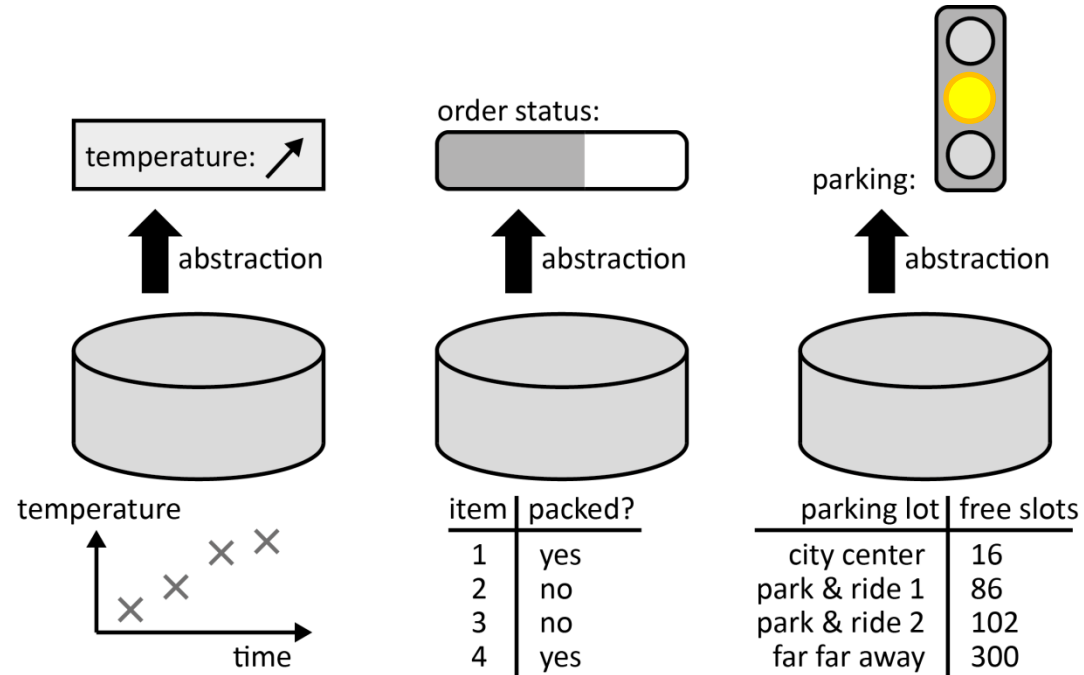 temperature:
abstraction
temperature
time
order status:
abstraction
item packed?
1 yes
2 no
3 no
4 yes
parking:
abstraction
parking lot free slots
city center 16
park & ride 1 86
park & ride 2 102
far far away 300